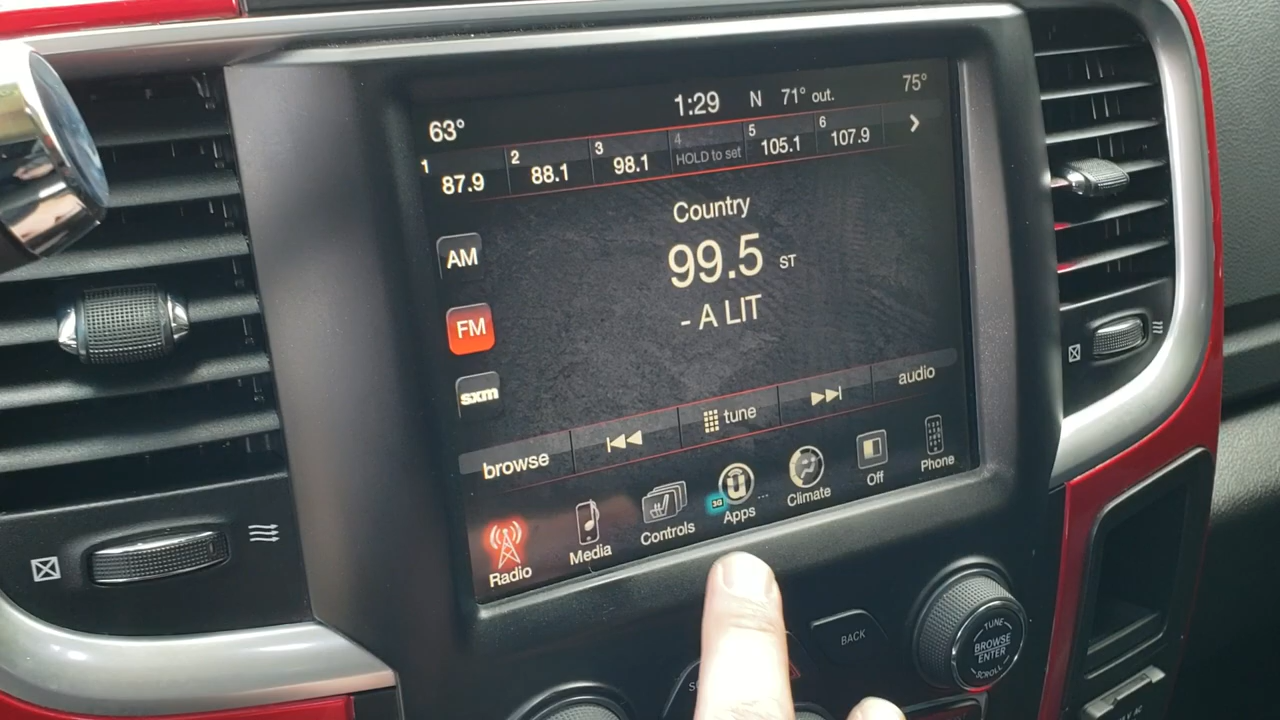 63° 1:29 N 71° out. 75°
1 87.9 2 88.1 3 98.1 4 HOLD to set 5 105.1 6 107.9
Country
99.5 ST
- A LIT
AM
FM
sxm
browse tune audio
Radio Media Controls 3G Apps ... Climate Off Phone
BACK
TUNE
BROWSE
ENTER
SCROLL